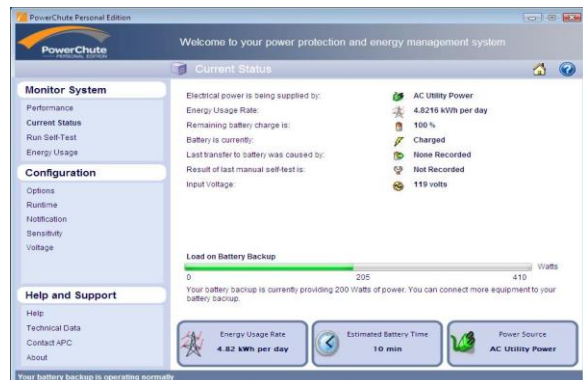 PowerChute Personal Edition
PowerChute
PERSONAL EDITION
Welcome to your power protection and energy management system
Current Status
Monitor System
Performance
Current Status
Run Self-Test
Energy Usage
Configuration
Options
Runtime
Notification
Sensitivity
Voltage
Help and Support
Help
Technical Data
Contact APC
About
Electrical power is being supplied by: AC Utility Power
Energy Usage Rate: 4.8216 kWh per day
Remaining battery charge is: 100 %
Battery is currently: Charged
Last transfer to battery was caused by: None Recorded
Result of last manual self-test is: Not Recorded
Input Voltage: 119 volts
Load on Battery Backup
Watts
0 205 410
Your battery backup is currently providing 200 Watts of power. You can connect more equipment to your
battery backup.
Energy Usage Rate
4.82 kWh per day
Estimated Battery Time
10 min
Power Source
AC Utility Power
Your battery backup is operating normally